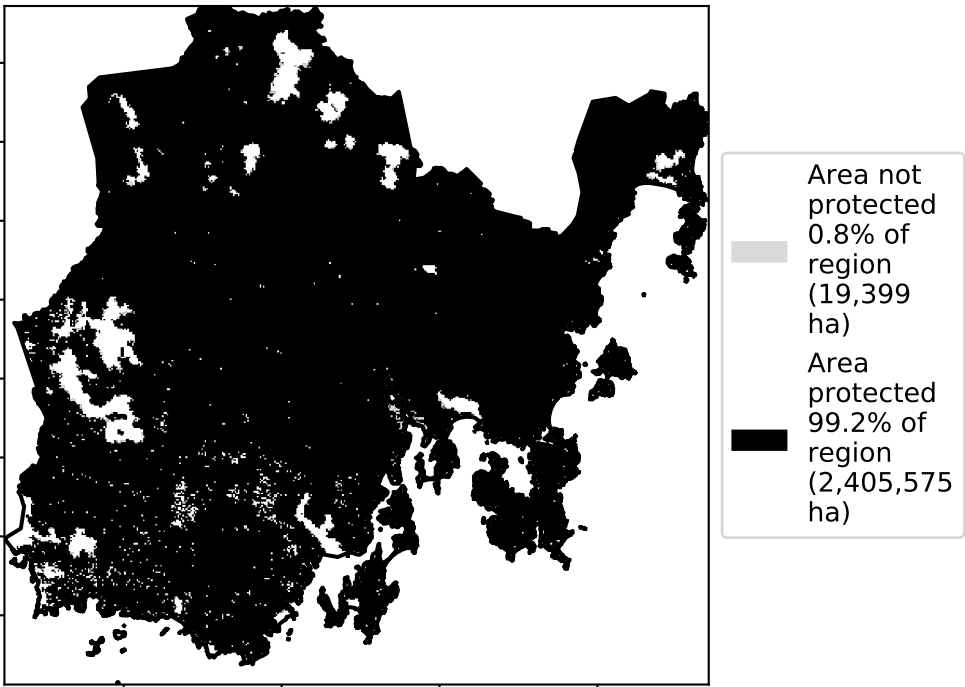 Area not
protected
0.8% of
region
(19,399
ha)
Area
protected
99.2% of
region
(2,405,575
ha)